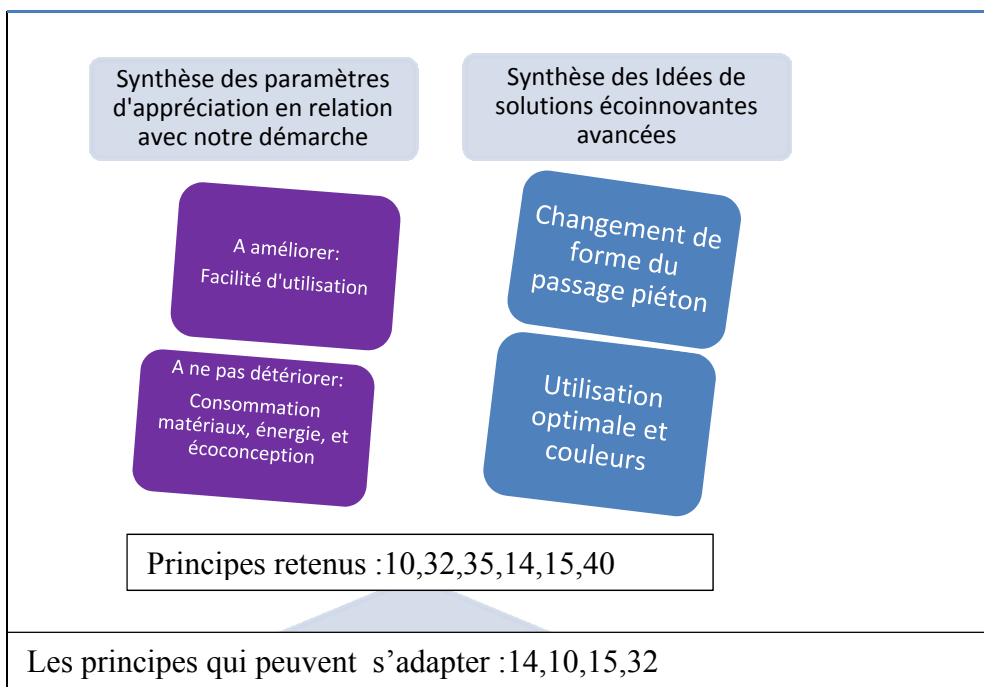 Synthèse des paramètres
d'appréciation en relation
avec notre démarche
Synthèse des Idées de
solutions écoinnovantes
avancées
A améliorer:
Facilité d'utilisation
A ne pas détériorer:
Consommation
matériaux, énergie, et
écoconception
Changement de
forme du
passage piéton
Utilisation
optimale et
couleurs
Principes retenus :10,32,35,14,15,40
Les principes qui peuvent s’adapter :14,10,15,32